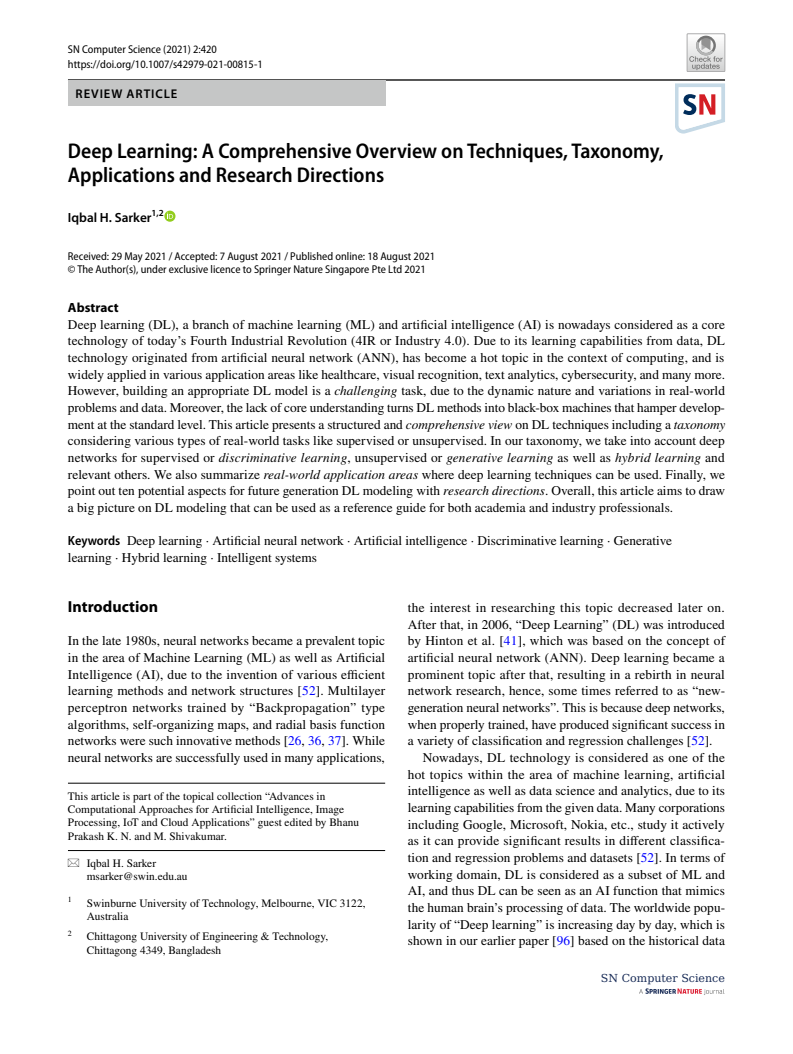 SN Computer Science (2021) 2:420
https://doi.org/10.1007/s42979-021-00815-1
Check for
updates
REVIEW ARTICLE
SN
Deep Learning: A Comprehensive Overview on Techniques, Taxonomy,
Applications and Research Directions
Iqbal H. Sarker1,2 iD
Received: 29 May 2021 / Accepted: 7 August 2021 / Published online: 18 August 2021
© The Author(s), under exclusive licence to Springer Nature Singapore Pte Ltd 2021
Abstract
Deep learning (DL), a branch of machine learning (ML) and artificial intelligence (AI) is nowadays considered as a core
technology of today's Fourth Industrial Revolution (4IR or Industry 4.0). Due to its learning capabilities from data, DL
technology originated from artificial neural network (ANN), has become a hot topic in the context of computing, and is
widely applied in various application areas like healthcare, visual recognition, text analytics, cybersecurity, and many more.
However, building an appropriate DL model is a challenging task, due to the dynamic nature and variations in real-world
problems and data. Moreover, the lack of core understanding turns DL methods into black-box machines that hamper develop-
ment at the standard level. This article presents a structured and comprehensive view on DL techniques including a taxonomy
considering various types of real-world tasks like supervised or unsupervised. In our taxonomy, we take into account deep
networks for supervised or discriminative learning, unsupervised or generative learning as well as hybrid learning and
relevant others. We also summarize real-world application areas where deep learning techniques can be used. Finally, we
point out ten potential aspects for future generation DL modeling with research directions. Overall, this article aims to draw
a big picture on DL modeling that can be used as a reference guide for both academia and industry professionals.
Keywords Deep learning · Artificial neural network · Artificial intelligence · Discriminative learning · Generative
learning · Hybrid learning · Intelligent systems
Introduction
In the late 1980s, neural networks became a prevalent topic
in the area of Machine Learning (ML) as well as Artificial
Intelligence (AI), due to the invention of various efficient
learning methods and network structures [52]. Multilayer
perceptron networks trained by "Backpropagation" type
algorithms, self-organizing maps, and radial basis function
networks were such innovative methods [26, 36, 37]. While
neural networks are successfully used in many applications,
This article is part of the topical collection "Advances in
Computational Approaches for Artificial Intelligence, Image
Processing, IoT and Cloud Applications" guest edited by Bhanu
Prakash K. N. and M. Shivakumar.
Iqbal H. Sarker
msarker@swin.edu.au
1 Swinburne University of Technology, Melbourne, VIC 3122,
Australia
2 Chittagong University of Engineering & Technology,
Chittagong 4349, Bangladesh
the interest in researching this topic decreased later on.
After that, in 2006, "Deep Learning" (DL) was introduced
by Hinton et al. [41], which was based on the concept of
artificial neural network (ANN). Deep learning became a
prominent topic after that, resulting in a rebirth in neural
network research, hence, some times referred to as "new-
generation neural networks". This is because deep networks,
when properly trained, have produced significant success in
a variety of classification and regression challenges [52].
Nowadays, DL technology is considered as one of the
hot topics within the area of machine learning, artificial
intelligence as well as data science and analytics, due to its
learning capabilities from the given data. Many corporations
including Google, Microsoft, Nokia, etc., study it actively
as it can provide significant results in different classifica-
tion and regression problems and datasets [52]. In terms of
working domain, DL is considered as a subset of ML and
AI, and thus DL can be seen as an AI function that mimics
the human brain's processing of data. The worldwide popu-
larity of "Deep learning" is increasing day by day, which is
shown in our earlier paper [96] based on the historical data
SN Computer Science
A SPRINGER NATURE journal